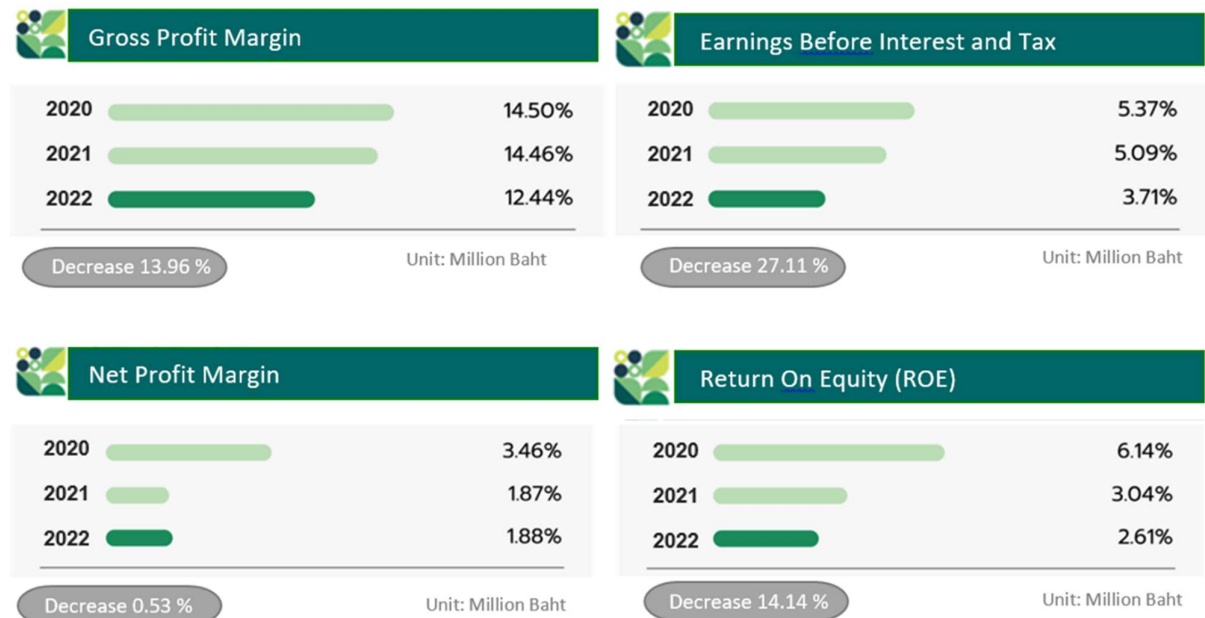 Gross Profit Margin
2020 14.50%
2021 14.46%
2022 12.44%
Decrease 13.96 %
Unit: Million Baht
Earnings Before Interest and Tax
2020 5.37%
2021 5.09%
2022 3.71%
Decrease 27.11 %
Unit: Million Baht
Net Profit Margin
2020 3.46%
2021 1.87%
2022 1.88%
Decrease 0.53 %
Unit: Million Baht
Return On Equity (ROE)
2020 6.14%
2021 3.04%
2022 2.61%
Decrease 14.14 %
Unit: Million Baht